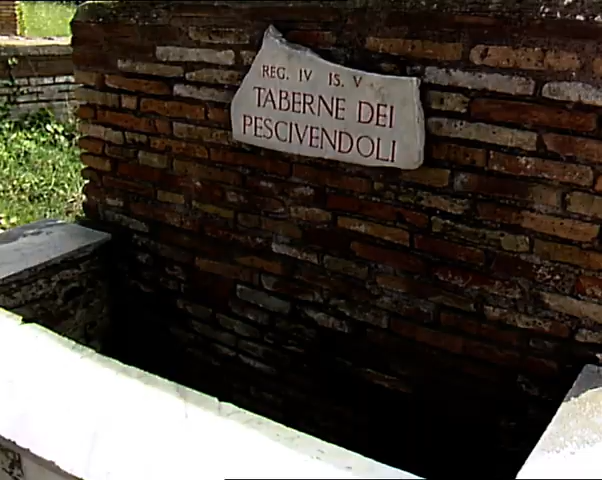 REG. IV IS. V
TABERNE DEI
PESCIVENDOLI